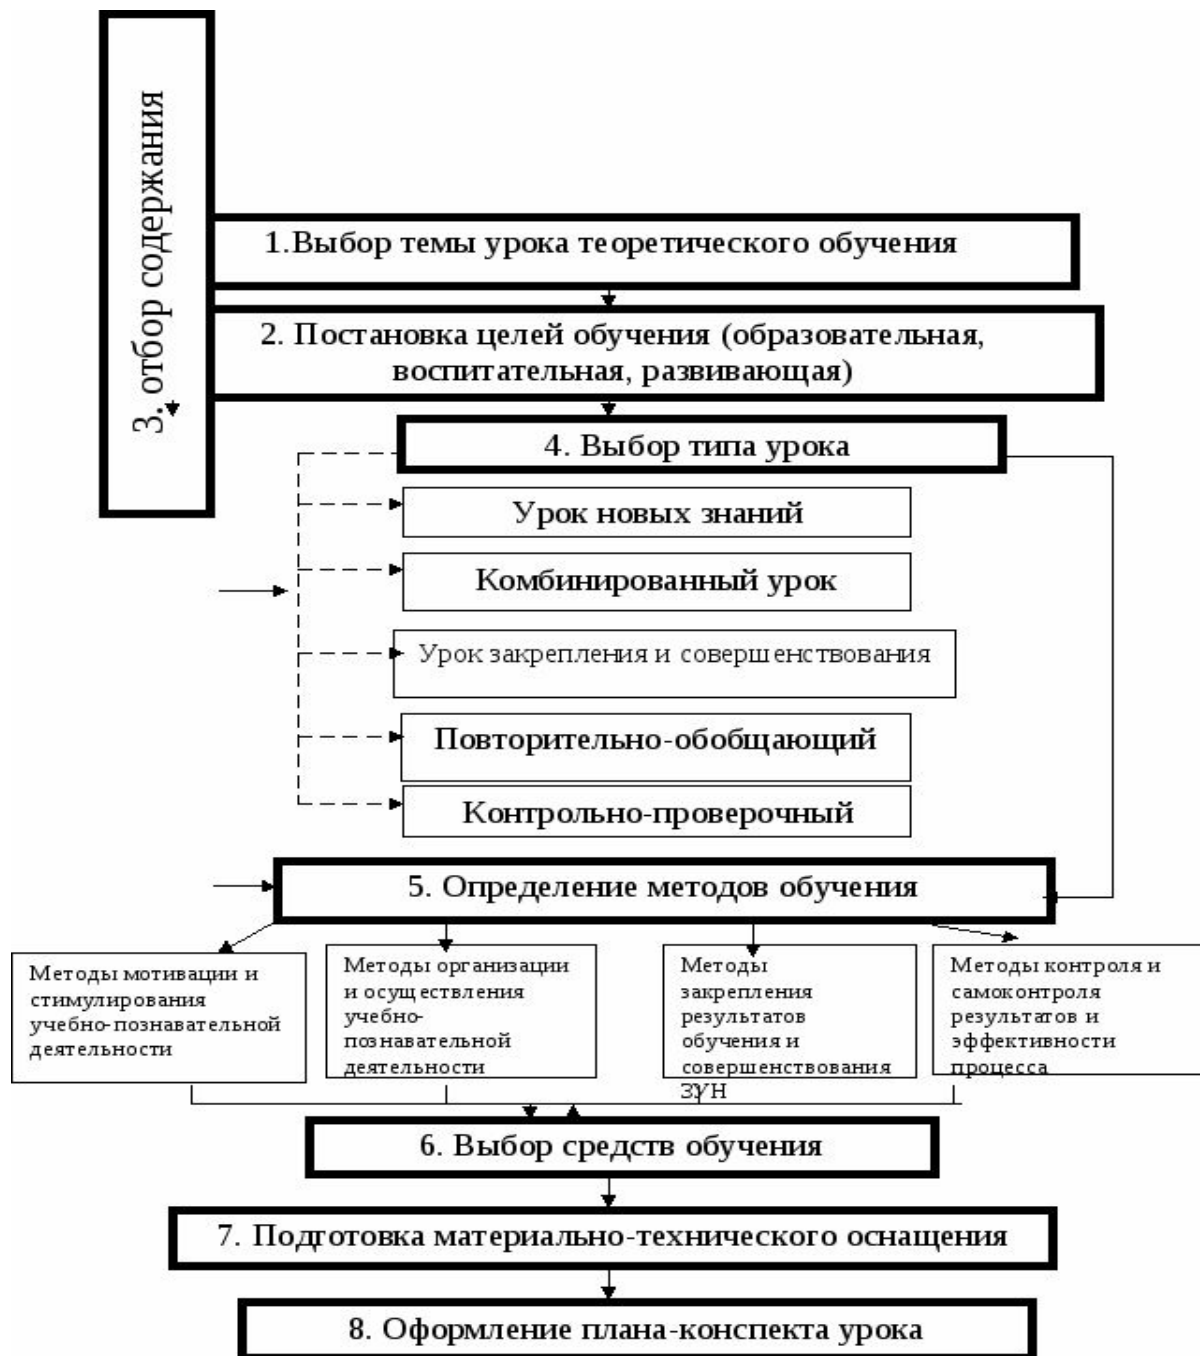 3. отбор содержания
1.Выбор темы урока теоретического обучения
2. Постановка целей обучения (образовательная,
воспитательная, развивающая)
4. Выбор типа урока
Урок новых знаний
Комбинированный урок
Урок закрепления и совершенствования
Повторительно-обобщающий
Контрольно-проверочный
5. Определение методов обучения
Методы мотивации и
стимулирования
учебно-познавательной
деятельности
Методы организации
и осуществления
учебно-
познавательной
деятельности
Методы
закрепления
результатов
обучения и
совершенствования
ЗУН
Методы контроля и
самоконтроля
результатов и
эффективности
процесса
6. Выбор средств обучения
7. Подготовка материально-технического оснащения
8. Оформление плана-конспекта урока